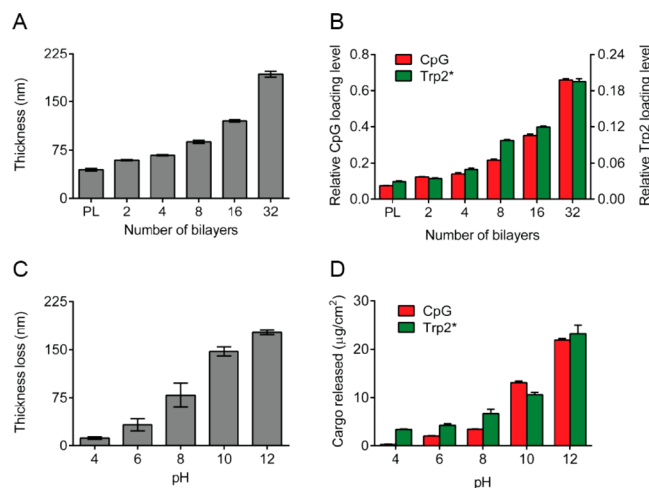 A
Thickness (nm)
225
150
75
0
PL 2 4 8 16 32
Number of bilayers
B
Relative CpG loading level
0.8
0.6
0.4
0.2
0.0
CpG
Trp2*
0.24
0.18
0.12
0.06
0.00
Relative Trp2 loading level
PL 2 4 8 16 32
Number of bilayers
C
Thickness loss (nm)
225
150
75
0
4 6 8 10 12
pH
D
Cargo released (µg/cm²)
30
20
10
0
CpG
Trp2*
4 6 8 10 12
pH